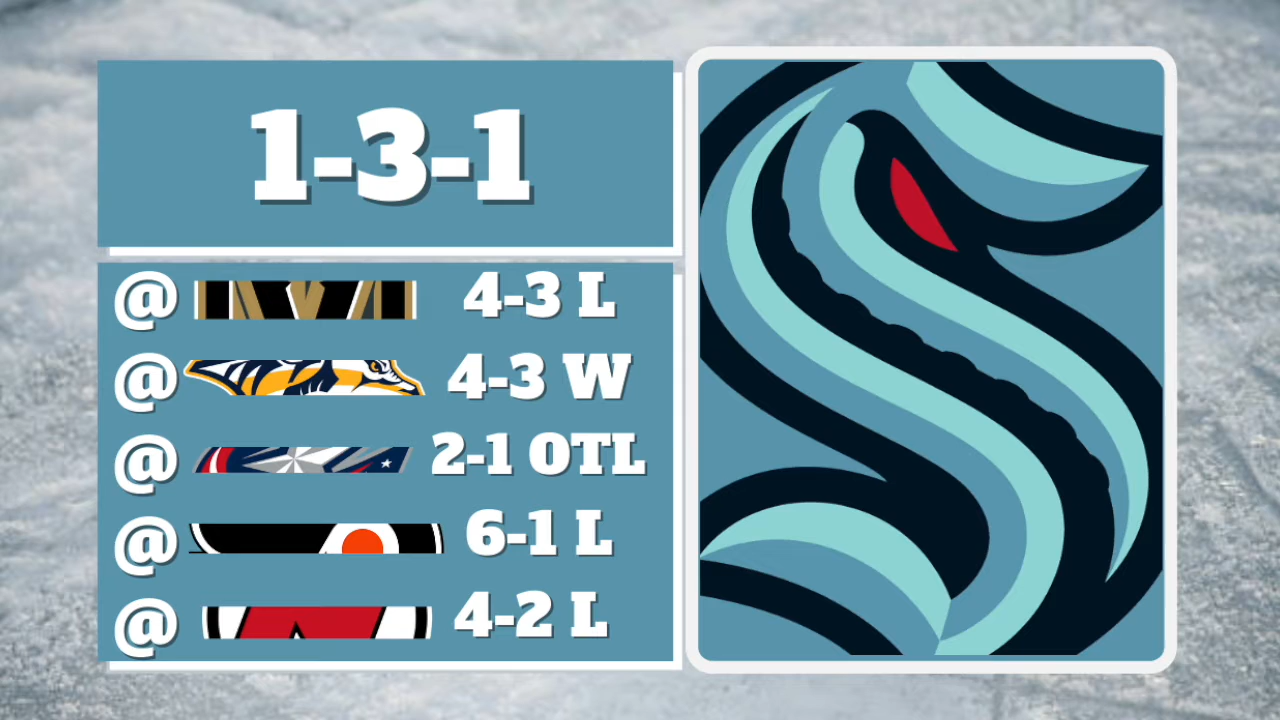 1-3-1
@ 4-3 L
@ 4-3 W
@ 2-1 OTL
@ 6-1 L
@ 4-2 L